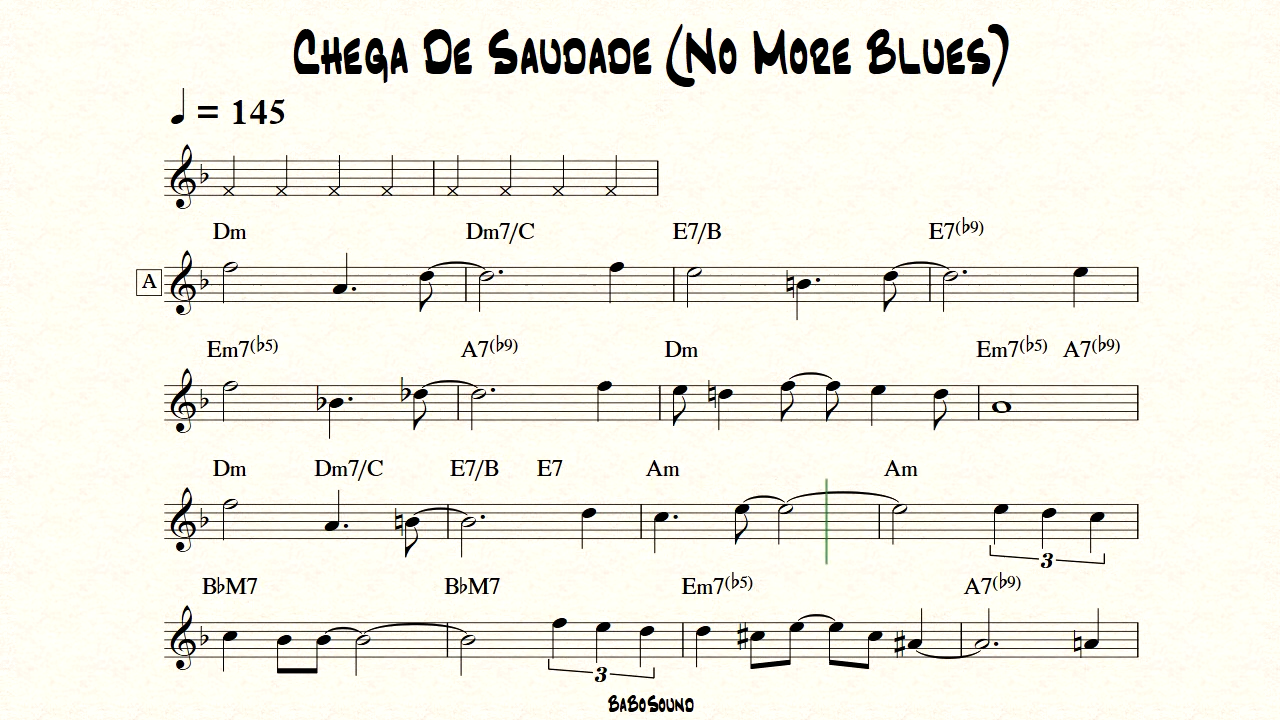 Chega De Saudade (No More Blues)
♩ = 145
Dm Dm7/C E7/B E7(♭9)
A
Em7(♭5) A7(♭9) Dm Em7(♭5) A7(♭9)
Dm Dm7/C E7/B E7 Am Am
3
B♭M7 B♭M7 Em7(♭5) A7(♭9)
3
BaBoSound